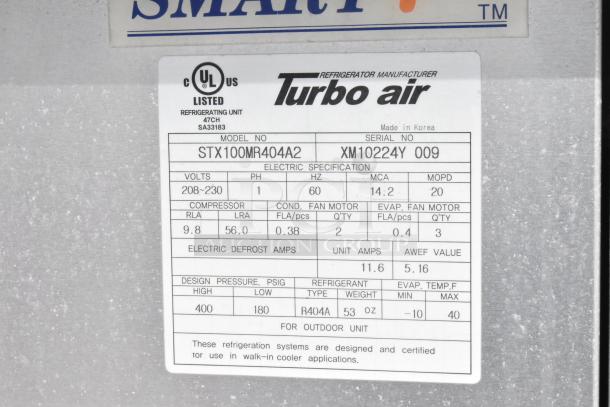 SMART
TM
C UL US
®
LISTED
REFRIGERATING UNIT
47CH
SA33183
REFRIGERATOR MANUFACTURER
Turbo air
Made in Korea
MODEL NO SERIAL NO
STX100MR404A2 XM10224Y 009
ELECTRIC SPECIFICATION
VOLTS PH HZ MCA MOPD
208~230 1 60 14.2 20
COMPRESSOR COND. FAN MOTOR EVAP. FAN MOTOR
RLA LRA FLA/pcs Q'TY FLA/pcs Q'TY
9.8 56.0 0.38 2 0.4 3
ELECTRIC DEFROST AMPS UNIT AMPS AWEF VALUE
11.6 5.16
DESIGN PRESSURE, PSIG REFRIGERANT EVAP, TEMP,F
HIGH LOW TYPE WEIGHT MIN MAX
400 180 R404A 53 OZ -10 40
FOR OUTDOOR UNIT
These refrigeration systems are designed and certified
for use in walk-in cooler applications.